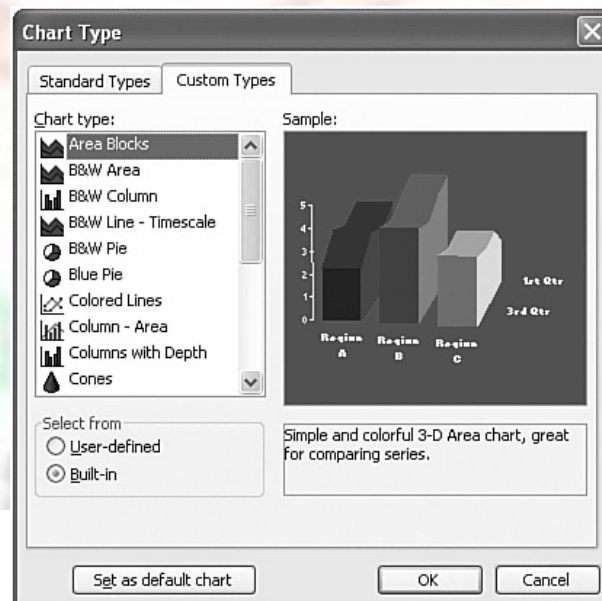 Chart Type
Standard Types
Custom Types
Chart type:
Area Blocks
B&W Area
B&W Column
B&W Line - Timescale
B&W Pie
Blue Pie
Colored Lines
Column - Area
Columns with Depth
Cones
Sample:
5
4
3
2
1
0
Region
A
Region
B
Region
C
1st Qtr
3rd Qtr
Select from
User-defined
Built-in
Simple and colorful 3-D Area chart, great
for comparing series.
Set as default chart
OK
Cancel